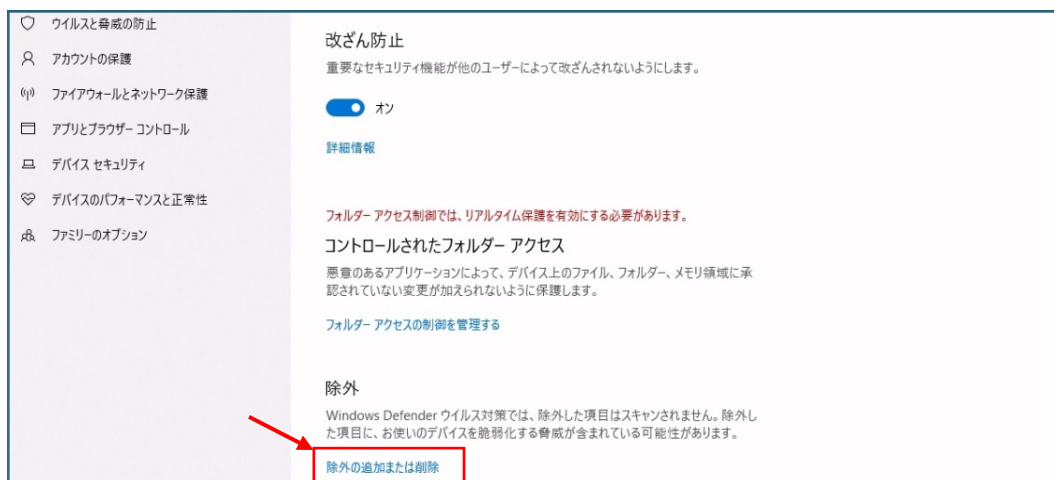 ウイルスと脅威の防止
アカウントの保護
ファイアウォールとネットワーク保護
アプリとブラウザー コントロール
デバイス セキュリティ
デバイスのパフォーマンスと正常性
ファミリーのオプション
改ざん防止
重要なセキュリティ機能が他のユーザーによって改ざんされないようにします。
オン
詳細情報
フォルダー アクセス制御では、リアルタイム保護を有効にする必要があります。
コントロールされたフォルダー アクセス
悪意のあるアプリケーションによって、デバイス上のファイル、フォルダー、メモリ領域に承
認されていない変更が加えられないように保護します。
フォルダー アクセスの制御を管理する
除外
Windows Defender ウイルス対策では、除外した項目はスキャンされません。除外し
た項目に、お使いのデバイスを脆弱化する脅威が含まれている可能性があります。
除外の追加または削除